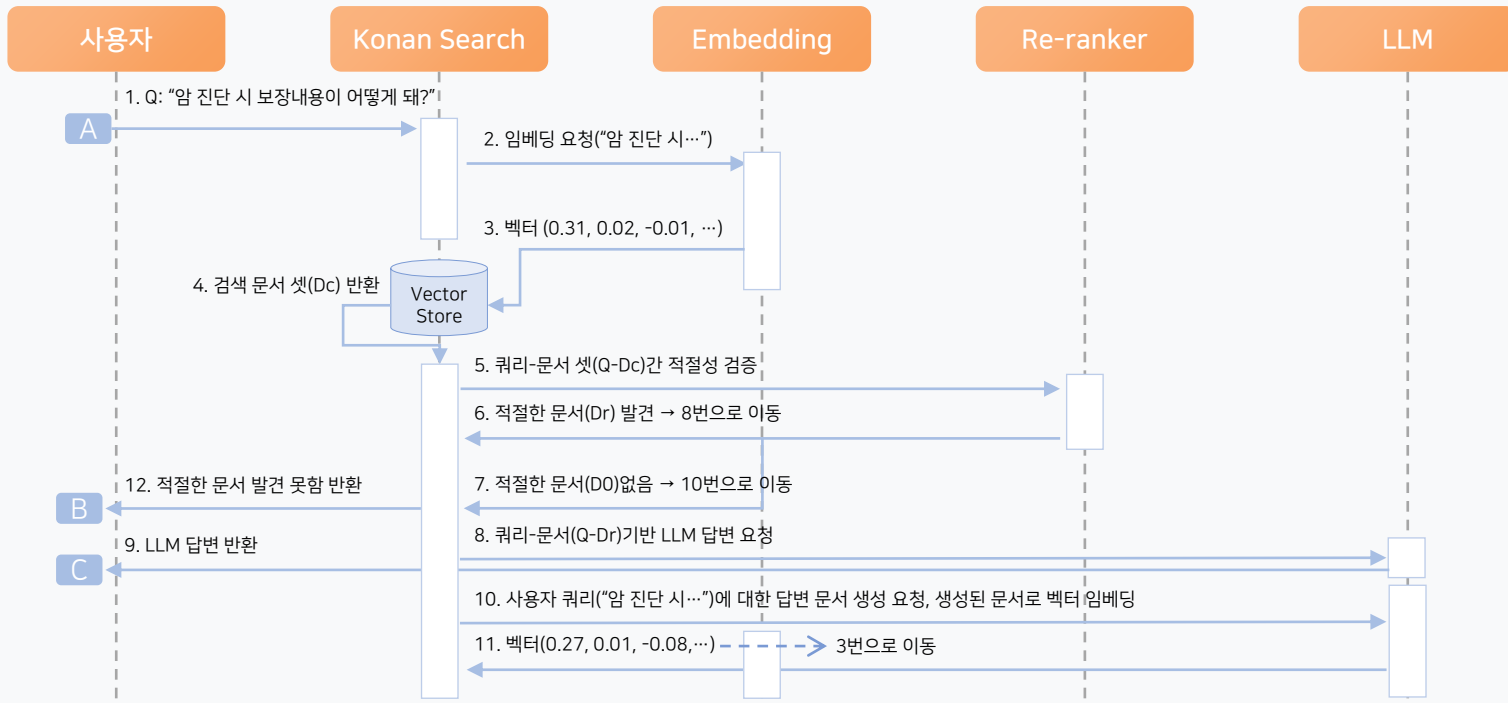 사용자
Konan Search
Embedding
Re-ranker
LLM
1. Q: “암 진단 시 보장내용이 어떻게 돼?”
A
2. 임베딩 요청(“암 진단 시…”)
3. 벡터 (0.31, 0.02, -0.01, …)
4. 검색 문서 셋(Dc) 반환
Vector
Store
5. 쿼리-문서 셋(Q-Dc)간 적절성 검증
6. 적절한 문서(Dr) 발견 → 8번으로 이동
12. 적절한 문서 발견 못함 반환
7. 적절한 문서(D0)없음 → 10번으로 이동
B
8. 쿼리-문서(Q-Dr)기반 LLM 답변 요청
9. LLM 답변 반환
C
10. 사용자 쿼리(“암 진단 시…”)에 대한 답변 문서 생성 요청, 생성된 문서로 벡터 임베딩
11. 벡터(0.27, 0.01, -0.08,…)
3번으로 이동